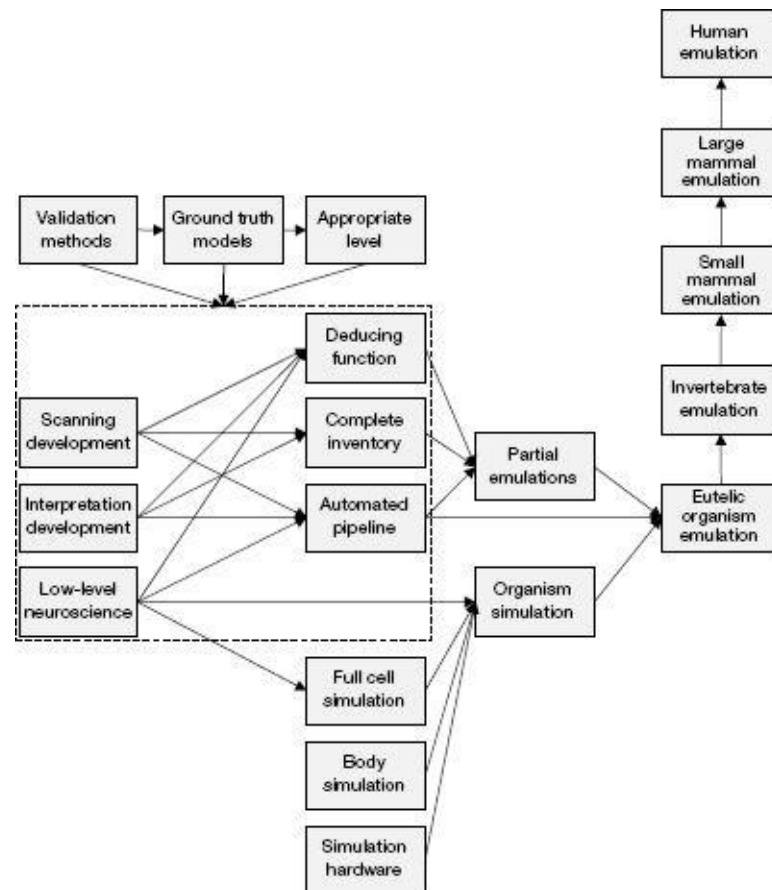 Human
emulation
Large
mammal
emulation
Validation
methods
Ground truth
models
Appropriate
level
Small
mammal
emulation
Deducing
function
Invertebrate
emulation
Scanning
development
Complete
inventory
Partial
emulations
Interpretation
development
Automated
pipeline
Eutelic
organism
emulation
Low-level
neuroscience
Organism
simulation
Full cell
simulation
Body
simulation
Simulation
hardware